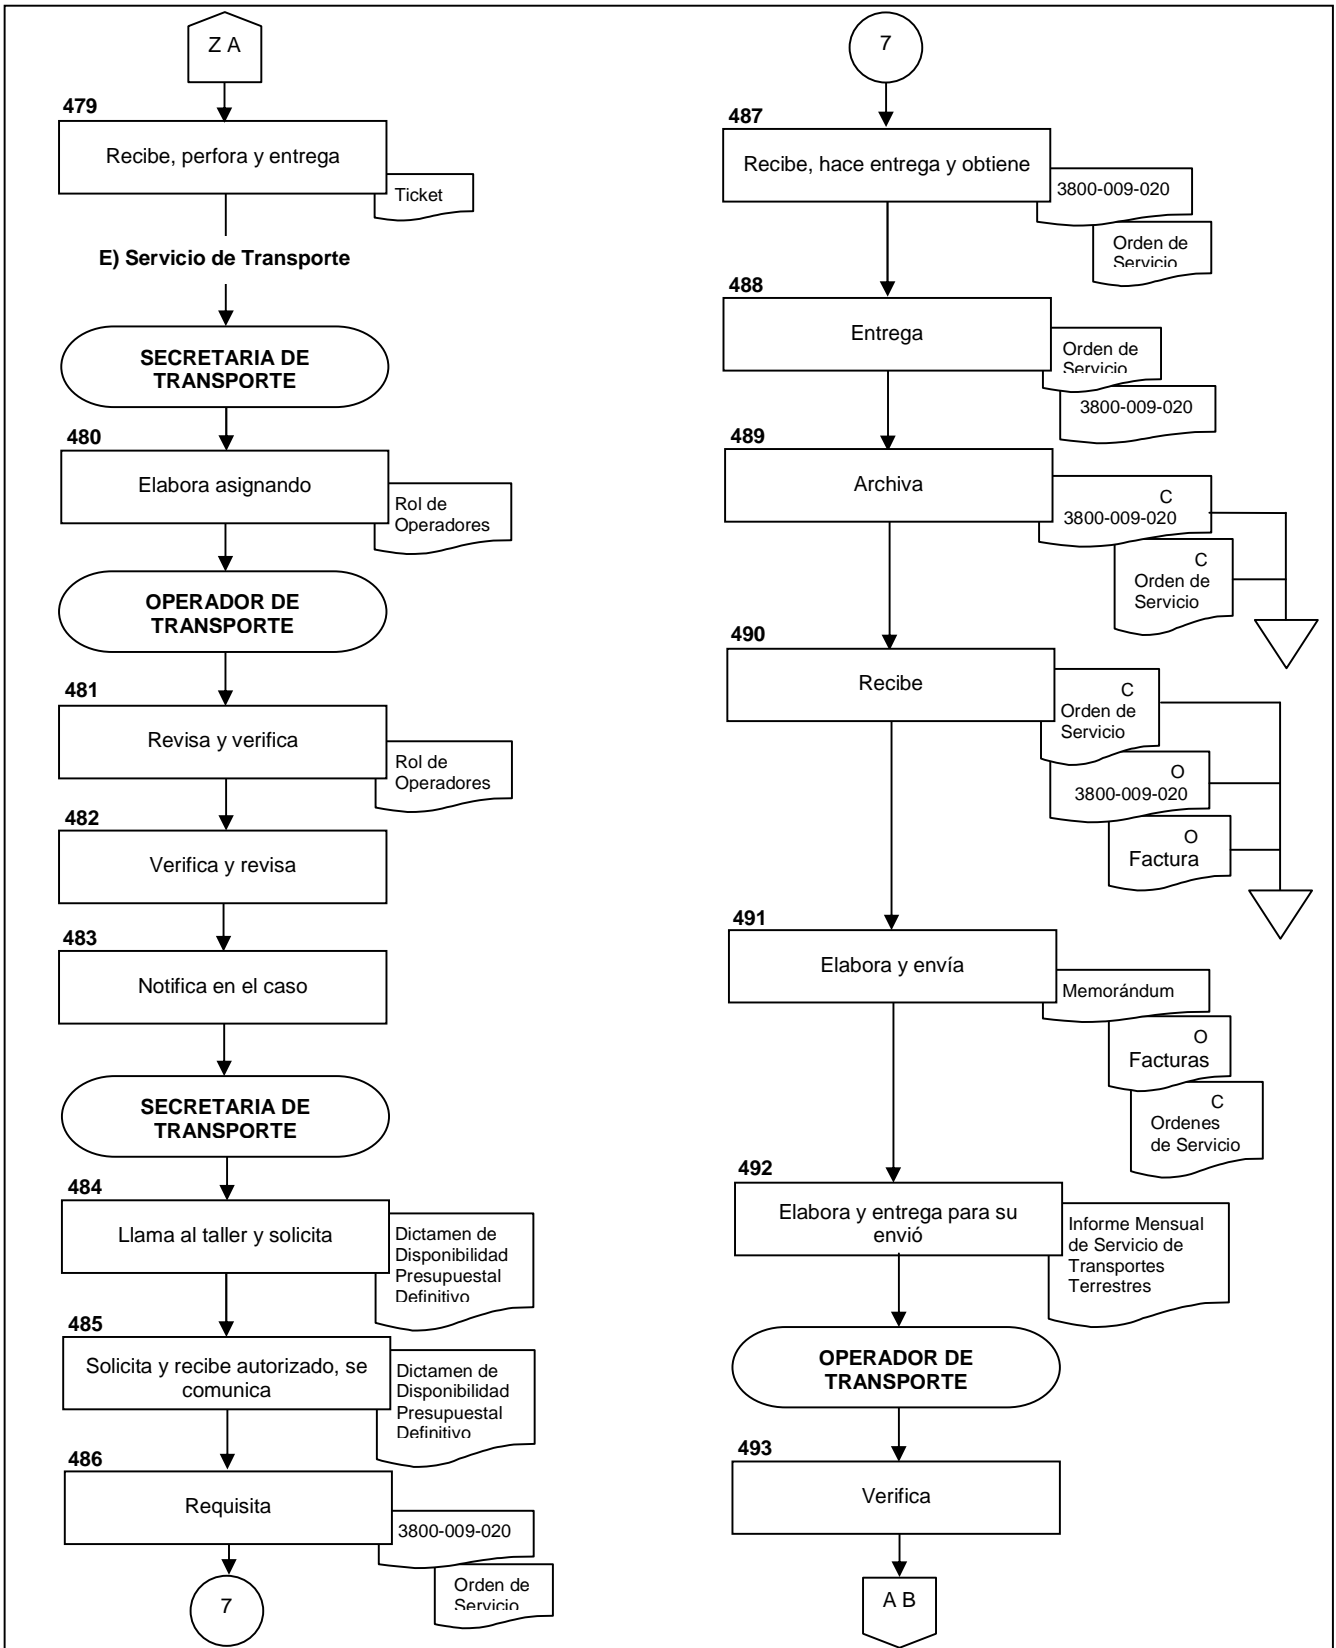 Z A
479
Recibe, perfora y entrega
Ticket
E) Servicio de Transporte
SECRETARIA DE
TRANSPORTE
480
Elabora asignando
Rol de
Operadores
OPERADOR DE
TRANSPORTE
481
Revisa y verifica
Rol de
Operadores
482
Verifica y revisa
483
Notifica en el caso
SECRETARIA DE
TRANSPORTE
484
Llama al taller y solicita
Dictamen de
Disponibilidad
Presupuestal
Definitivo
485
Solicita y recibe autorizado, se
comunica
Dictamen de
Disponibilidad
Presupuestal
Definitivo
486
Requisita
3800-009-020
Orden de
Servicio
7
7
487
Recibe, hace entrega y obtiene
3800-009-020
Orden de
Servicio
488
Entrega
Orden de
Servicio
3800-009-020
489
Archiva
C
3800-009-020
C
Orden de
Servicio
490
Recibe
C
Orden de
Servicio
O
3800-009-020
O
Factura
491
Elabora y envía
Memorándum
O
Facturas
C
Ordenes
de Servicio
492
Elabora y entrega para su
envió
Informe Mensual
de Servicio de
Transportes
Terrestres
OPERADOR DE
TRANSPORTE
493
Verifica
A B